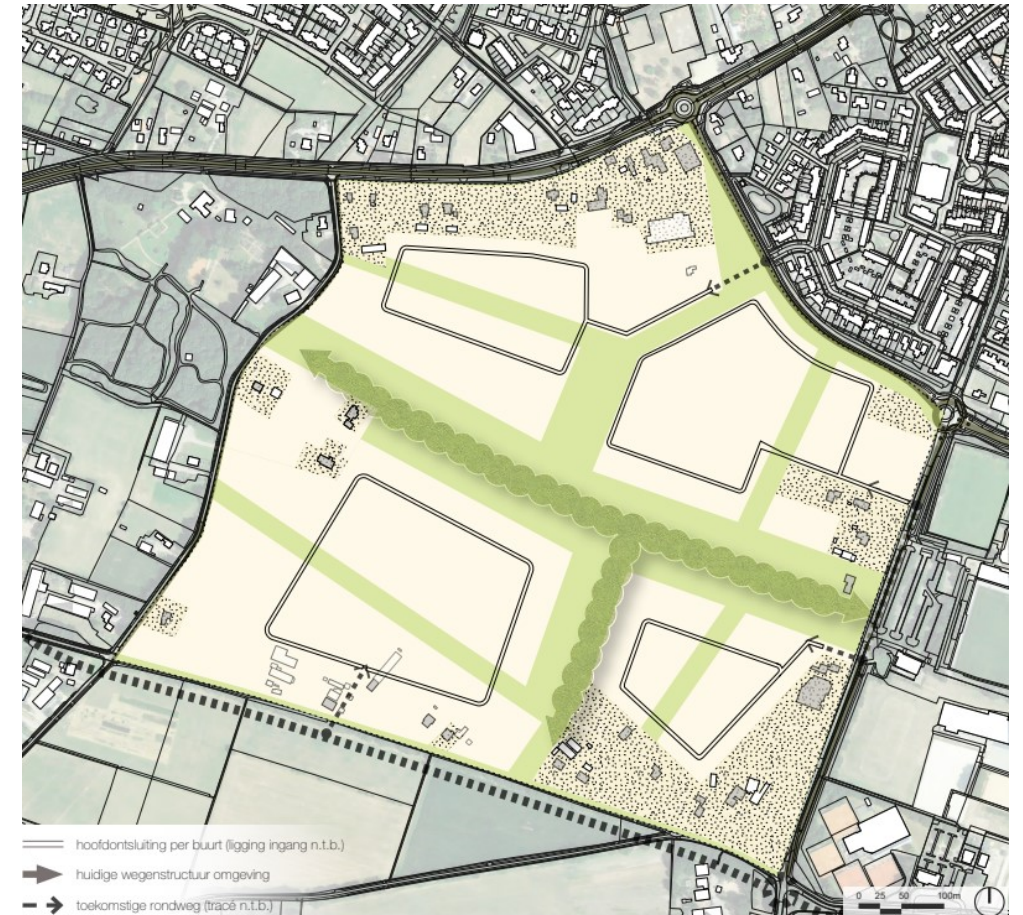 hoofdontsluiting per buurt (ligging ingang n.t.b.)
huidige wegenstructuur omgeving
toekomstige rondweg (tracé n.t.b.)
0 25 50 100m